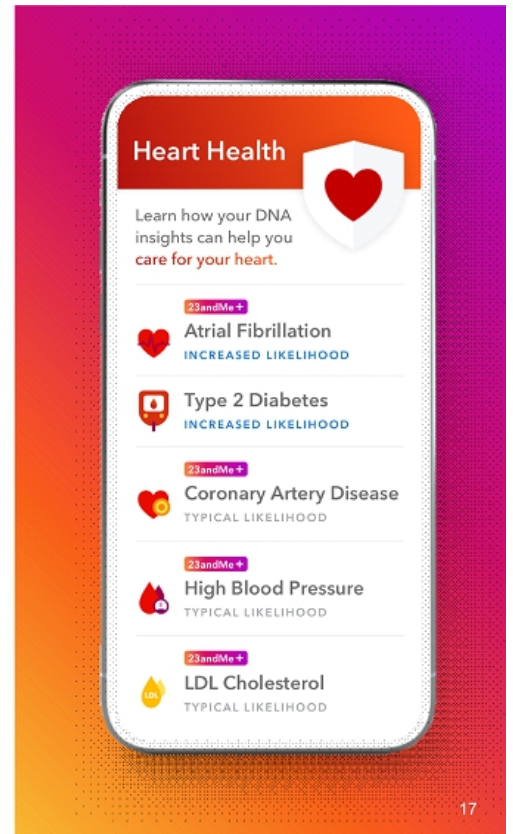 Heart Health
Learn how your DNA
insights can help you
care for your heart.
23andMe+
Atrial Fibrillation
INCREASED LIKELIHOOD
Type 2 Diabetes
INCREASED LIKELIHOOD
23andMe+
Coronary Artery Disease
TYPICAL LIKELIHOOD
23andMe+
High Blood Pressure
TYPICAL LIKELIHOOD
23andMe+
LDL Cholesterol
LDL
TYPICAL LIKELIHOOD
17